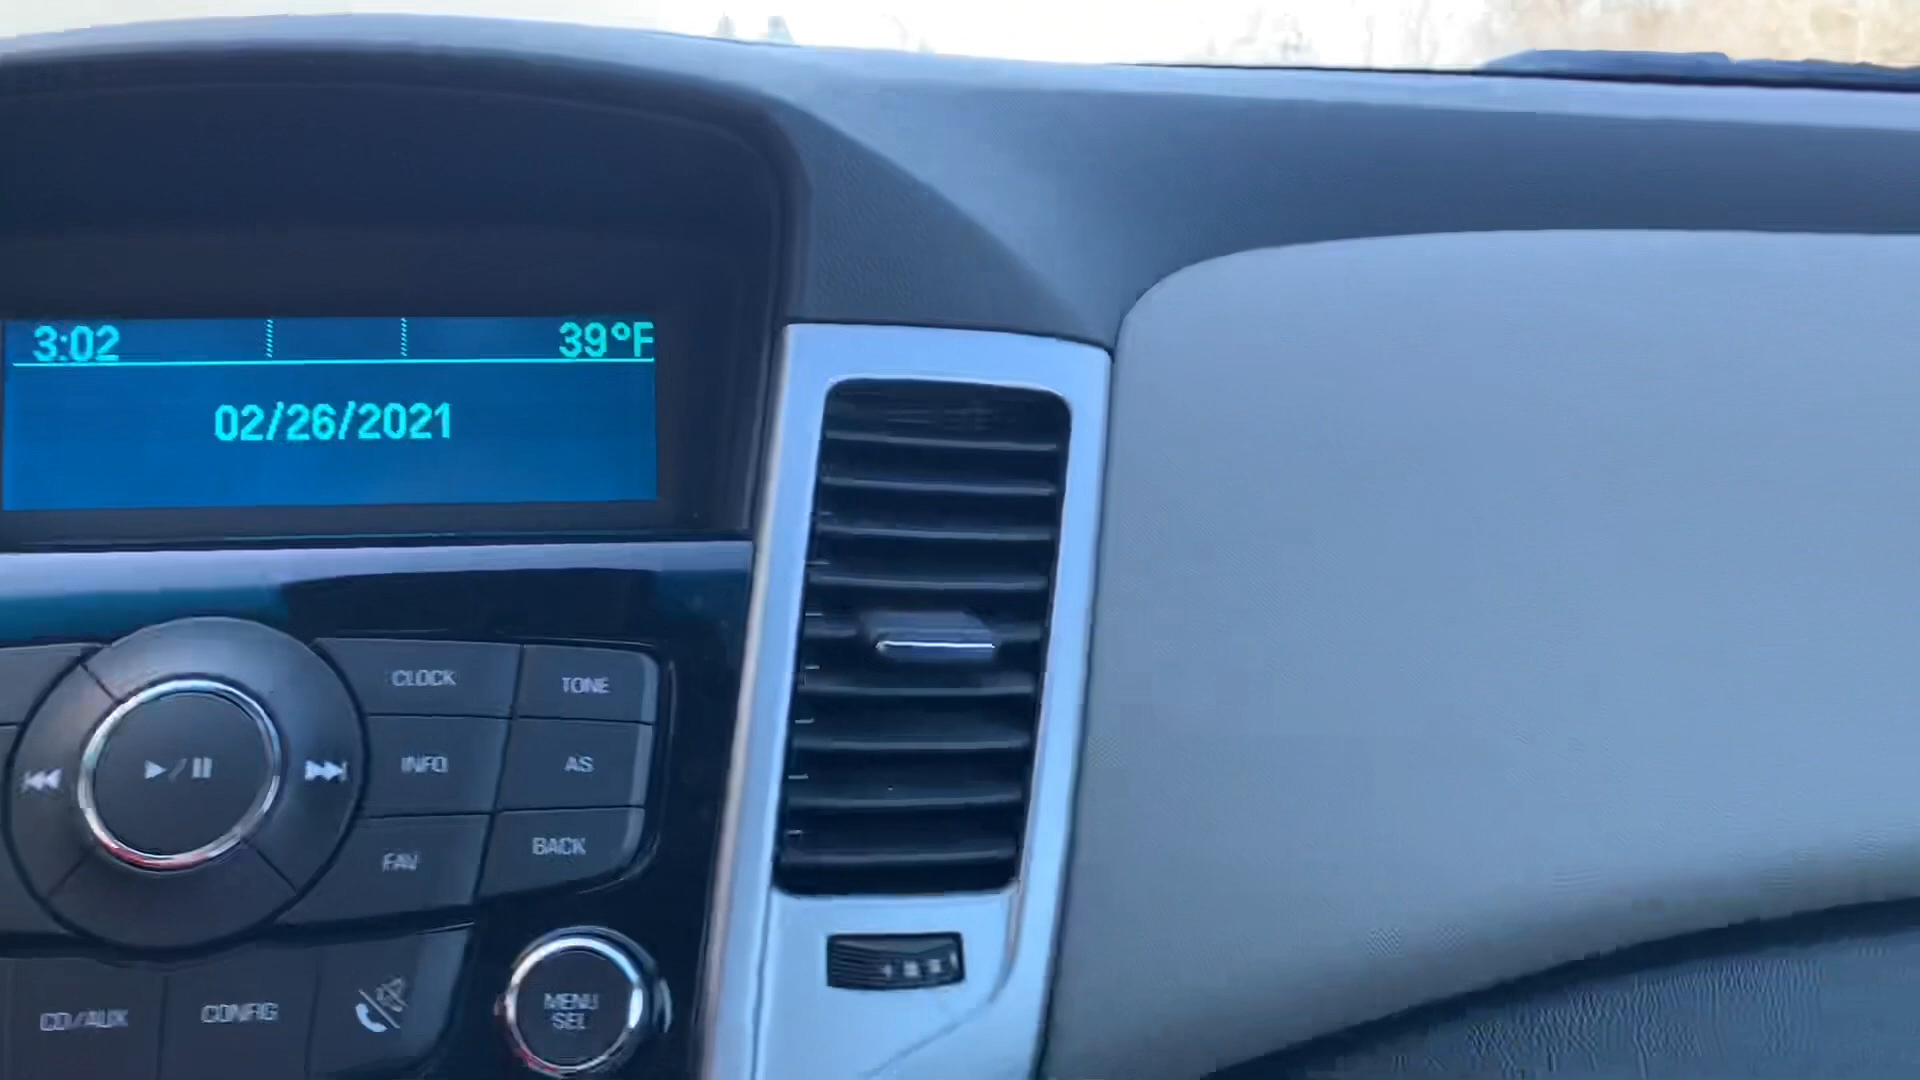 3:02 39°F
02/26/2021
CLOCK TONE
INFO AS
FAV BACK
CD/AUX CONFIG MENU
SEL